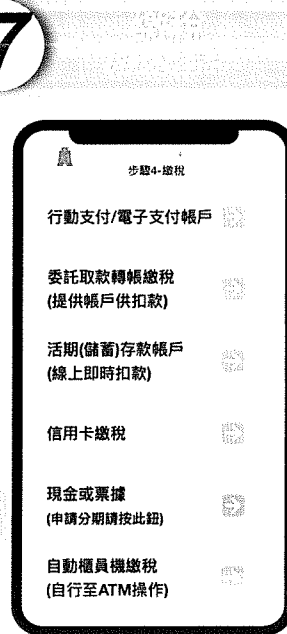 7
步驟4-繳稅
行動支付/電子支付帳戶
委託取款轉帳繳稅
(提供帳戶供扣款)
活期(儲蓄)存款帳戶
(線上即時扣款)
信用卡繳稅
現金或票據
(申請分期請按此鈕)
自動櫃員機繳稅
(自行至ATM操作)